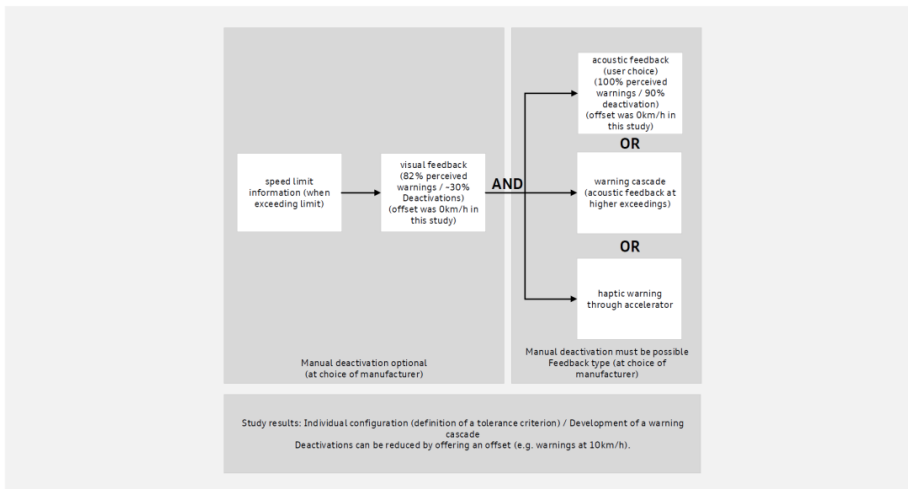 acoustic feedback
(user choice)
(100% perceived
warnings / 90%
deactivation)
(offset was 0km/h in
this study)
OR
speed limit
information (when
exceeding limit)
visual feedback
(82% perceived
warnings / ~30%
Deactivations)
(offset was 0km/h in
this study)
AND
warning cascade
(acoustic feedback at
higher exceedings)
OR
haptic warning
through accelerator
Manual deactivation optional
(at choice of manufacturer)
Manual deactivation must be possible
Feedback type (at choice of
manufacturer)
Study results: Individual configuration (definition of a tolerance criterion) / Development of a warning
cascade
Deactivations can be reduced by offering an offset (e.g. warnings at 10km/h).